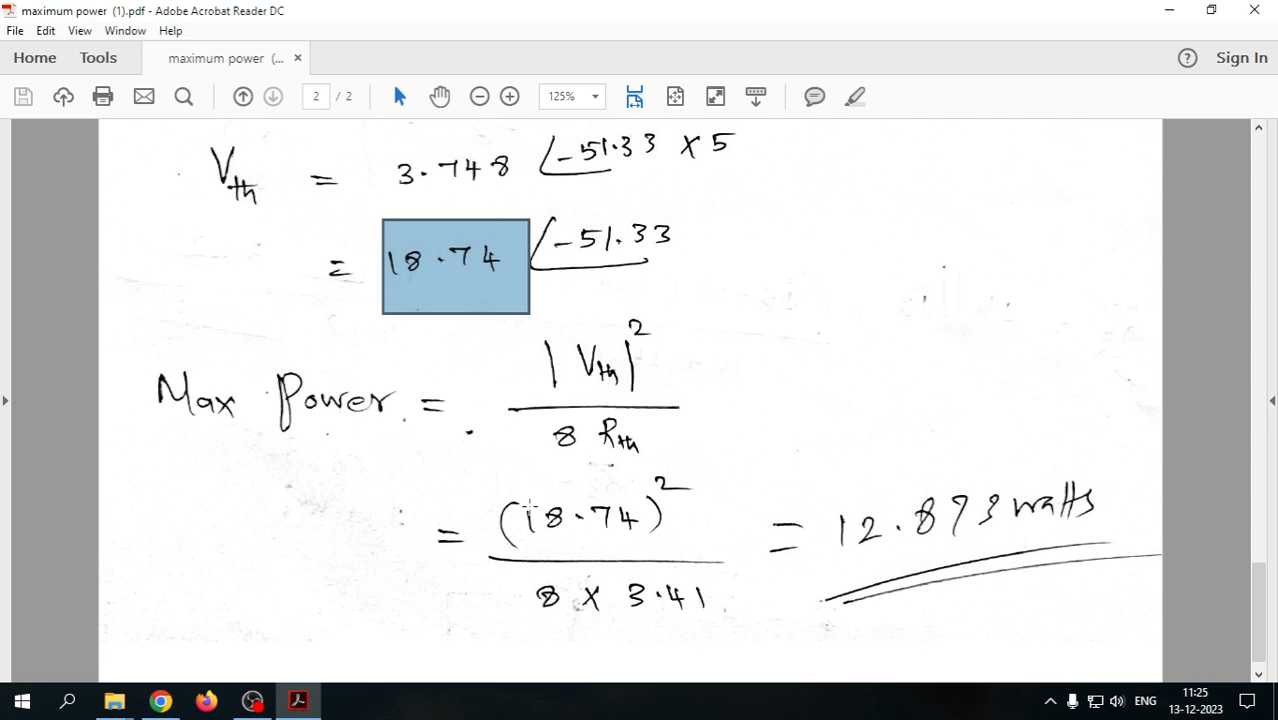 maximum power (1).pdf - Adobe Acrobat Reader DC
File Edit View Window Help
Home Tools maximum power (... × Sign In
2 / 2 125%
Vth = 3.748 ∠-51.33 × 5
= 18.74 ∠-51.33
Max Power = |Vth|² / 8 Rth
= (18.74)² / 8 × 3.41 = 12.873 watts
ENG 11:25
13-12-2023